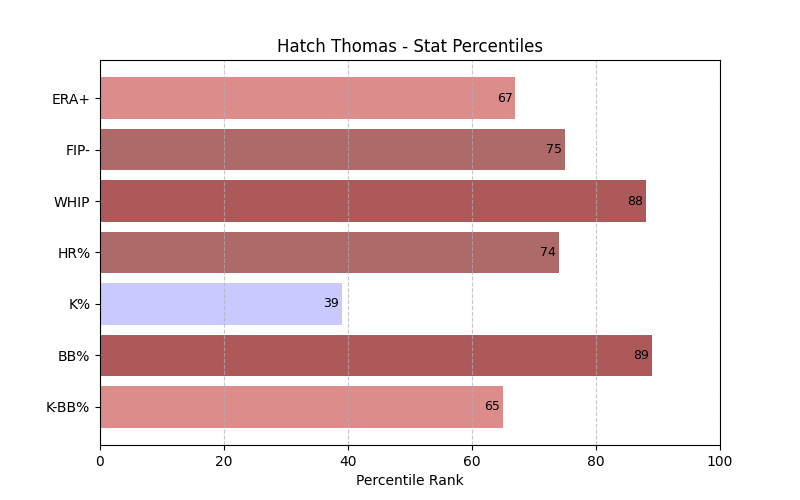 Hatch Thomas - Stat Percentiles
ERA+ 67
FIP- 75
WHIP 88
HR% 74
K% 39
BB% 89
K-BB% 65
0 20 40 60 80 100
Percentile Rank